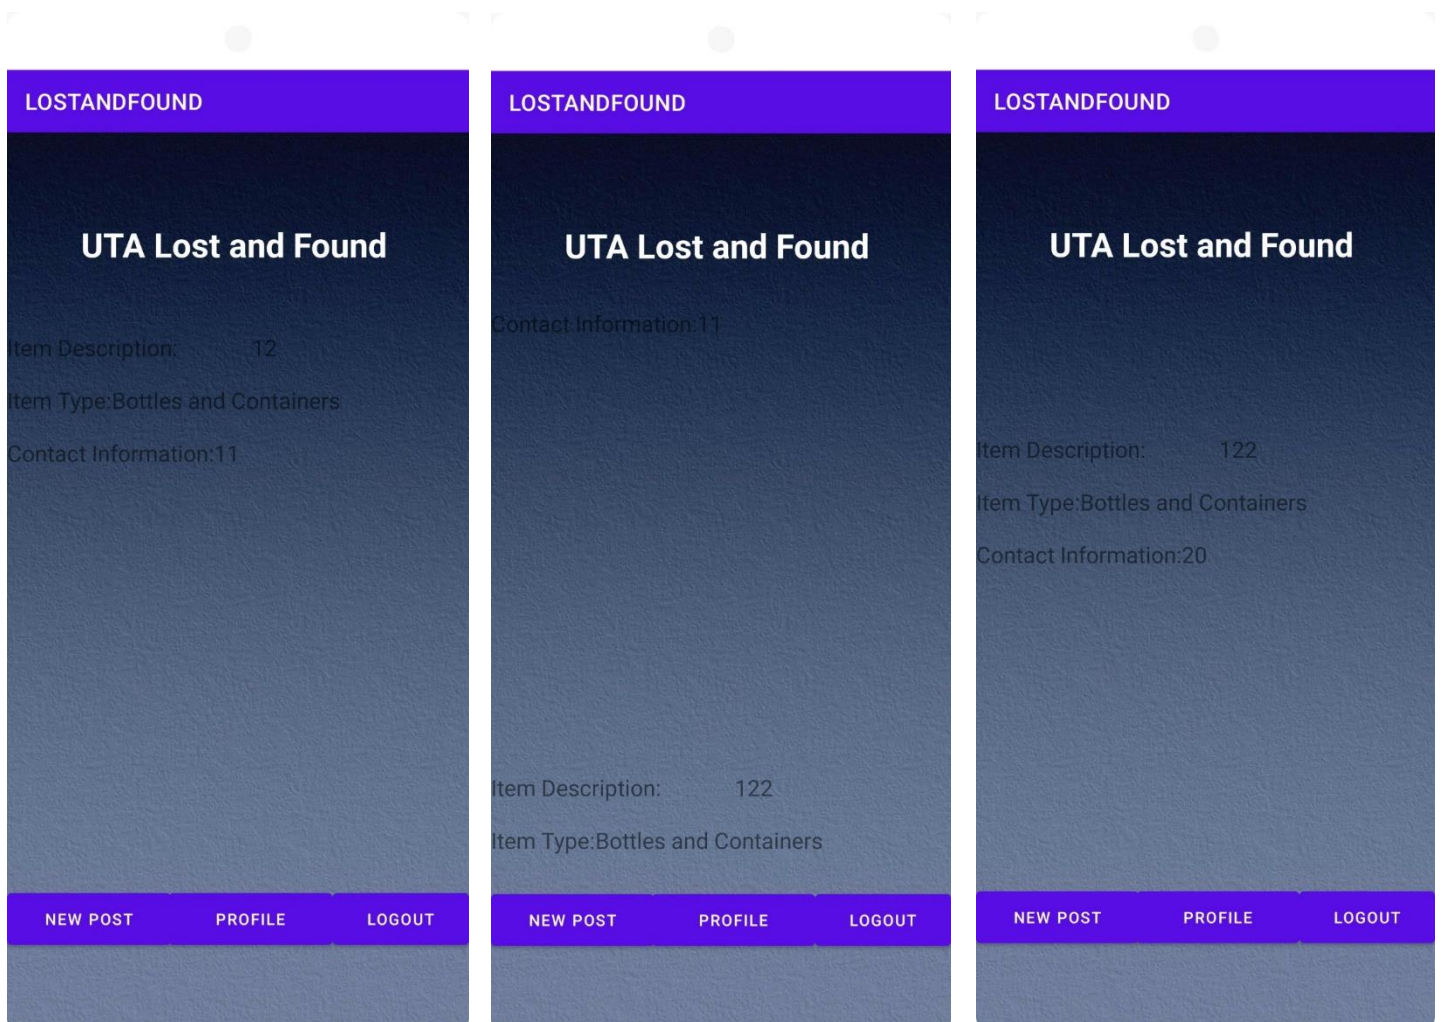 LOSTANDFOUND
UTA Lost and Found
Item Description: 12
Item Type:Bottles and Containers
Contact Information:11
NEW POST PROFILE LOGOUT
LOSTANDFOUND
UTA Lost and Found
Contact Information:11
Item Description: 122
Item Type:Bottles and Containers
NEW POST PROFILE LOGOUT
LOSTANDFOUND
UTA Lost and Found
Item Description: 122
Item Type:Bottles and Containers
Contact Information:20
NEW POST PROFILE LOGOUT